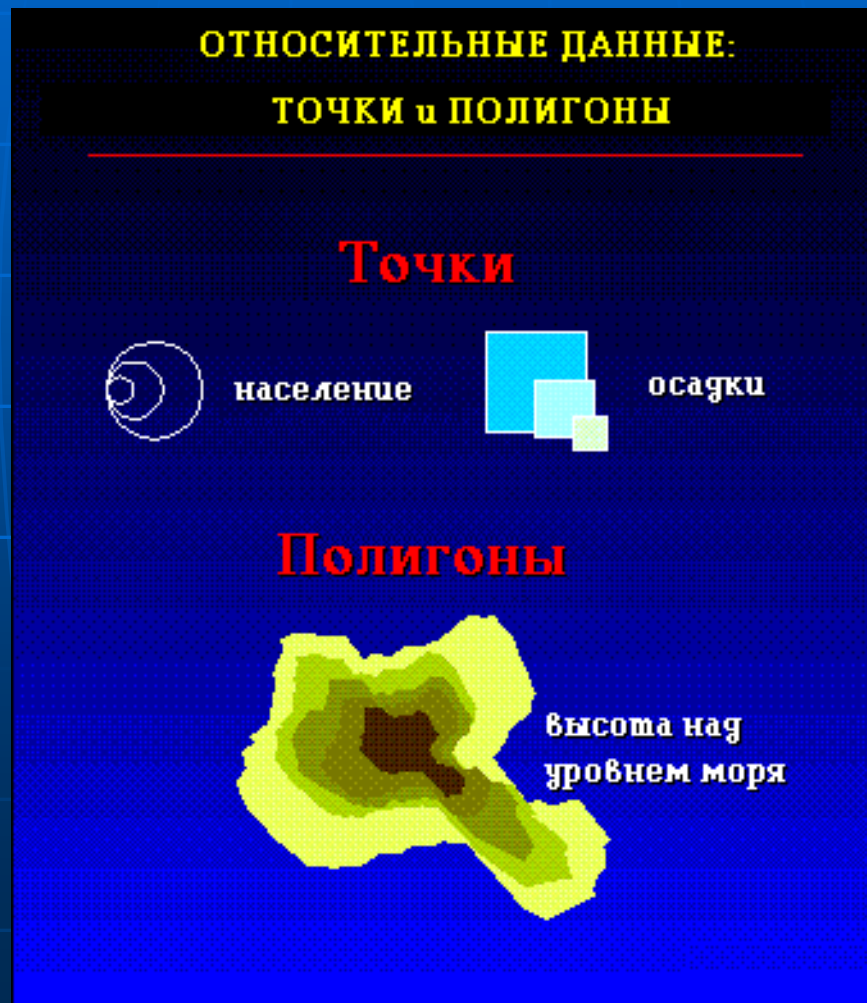 ОТНОСИТЕЛЬНЫЕ ДАННЫЕ:
ТОЧКИ и ПОЛИГОНЫ
Точки
население
осадки
Полигоны
высота над
уровнем моря